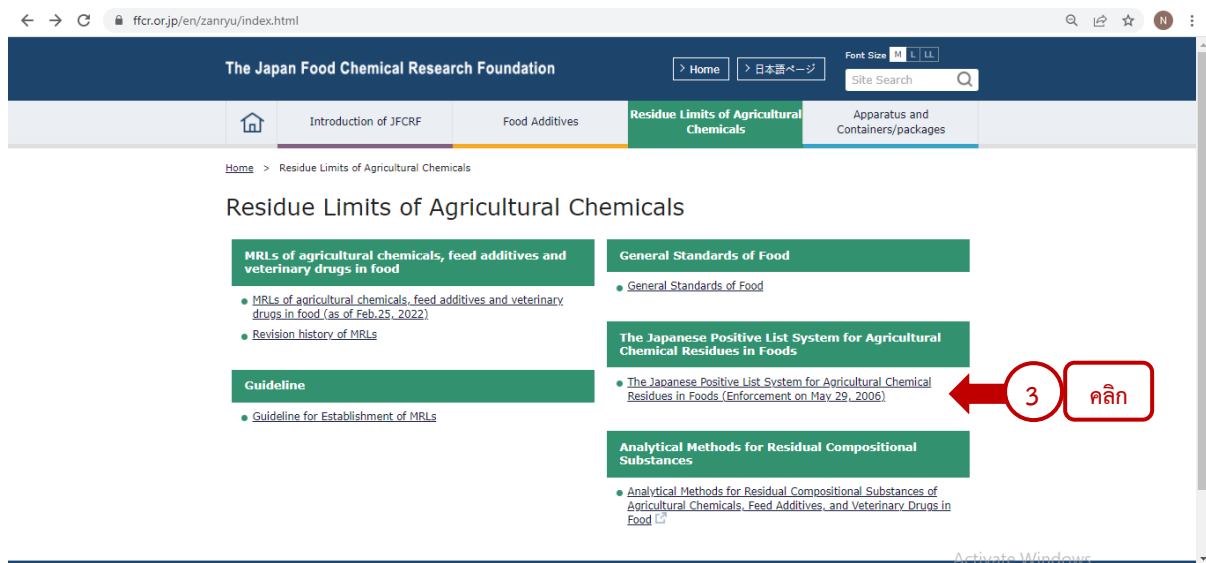 ffcr.or.jp/en/zanryu/index.html
N
The Japan Food Chemical Research Foundation
> Home
> 日本語ページ
Font Size M L LL
Site Search
Introduction of JFCRF
Food Additives
Residue Limits of Agricultural
Chemicals
Apparatus and
Containers/packages
Home > Residue Limits of Agricultural Chemicals
Residue Limits of Agricultural Chemicals
MRLs of agricultural chemicals, feed additives and
veterinary drugs in food
MRLs of agricultural chemicals, feed additives and veterinary
drugs in food (as of Feb.25, 2022)
Revision history of MRLs
Guideline
Guideline for Establishment of MRLs
General Standards of Food
General Standards of Food
The Japanese Positive List System for Agricultural
Chemical Residues in Foods
The Japanese Positive List System for Agricultural Chemical
Residues in Foods (Enforcement on May 29, 2006)
3
คลิก
Analytical Methods for Residual Compositional
Substances
Analytical Methods for Residual Compositional Substances of
Agricultural Chemicals, Feed Additives, and Veterinary Drugs in
Food
Activate Windows